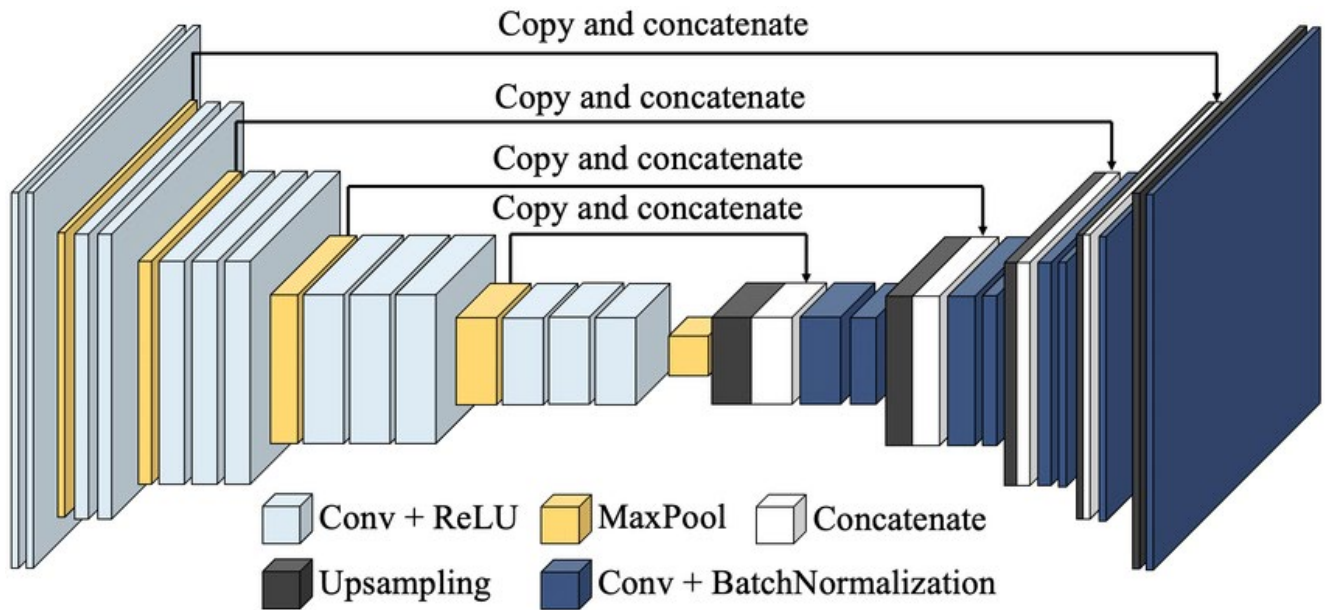 Copy and concatenate
Copy and concatenate
Copy and concatenate
Copy and concatenate
Conv + ReLU
MaxPool
Concatenate
Upsampling
Conv + BatchNormalization